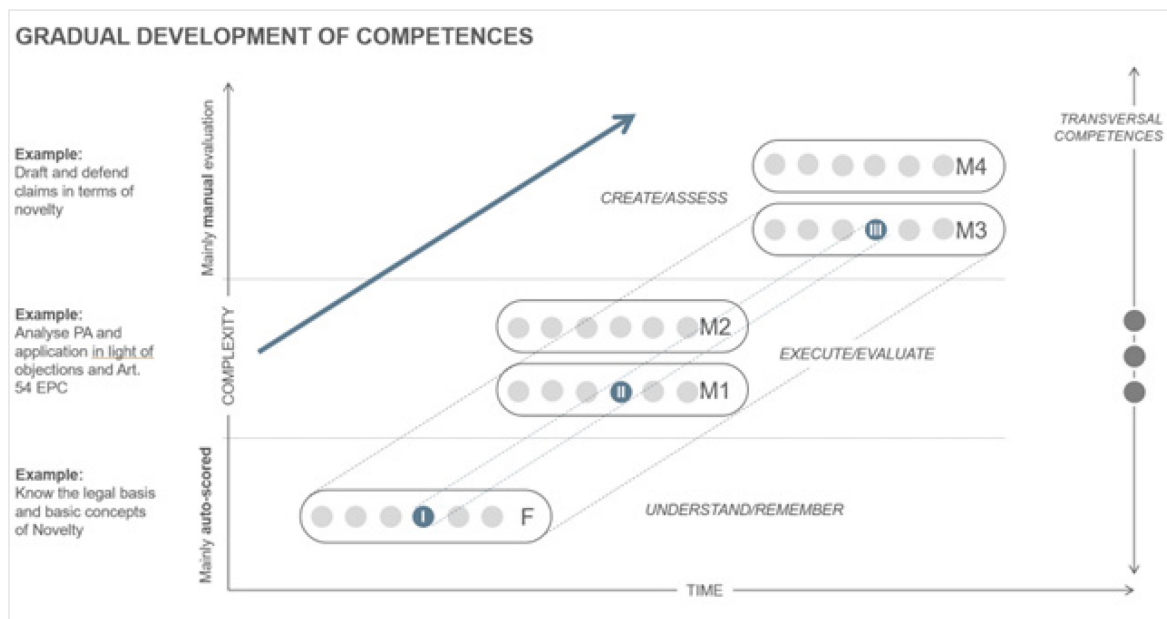 GRADUAL DEVELOPMENT OF COMPETENCES
Mainly manual evaluation
TRANSVERSAL
COMPETENCES
Example:
Draft and defend
claims in terms of
novelty
M4
CREATE/ASSESS
III
M3
Example:
Analyse PA and
application in light of
objections and Art.
54 EPC
COMPLEXITY
M2
EXECUTE/EVALUATE
II
M1
Example:
Know the legal basis
and basic concepts
of Novelty
Mainly auto-scored
I
F
UNDERSTAND/REMEMBER
TIME